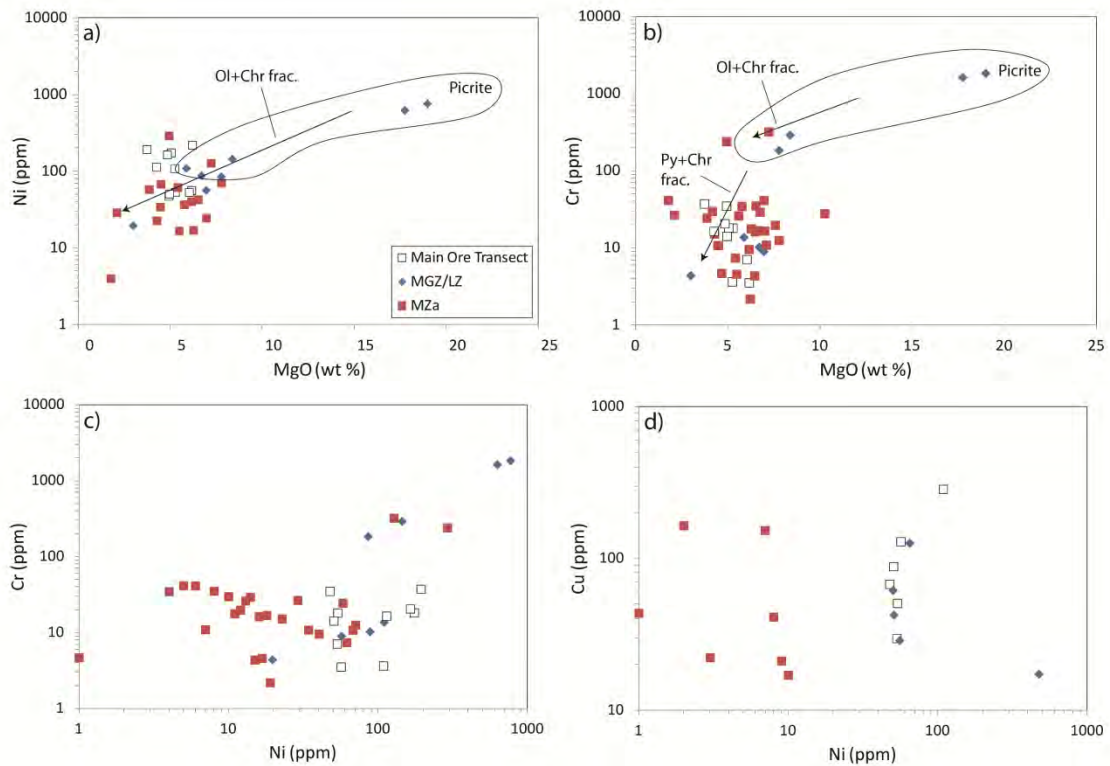 a)
10000
1000
100
10
1
Ni (ppm)
Ol+Chr frac.
Picrite
Main Ore Transect
MGZ/LZ
MZa
0 5 10 15 20 25
MgO (wt %)
b)
10000
1000
100
10
1
Cr (ppm)
Ol+Chr frac.
Picrite
Py+Chr
frac.
0 5 10 15 20 25
MgO (wt %)
c)
10000
1000
100
10
1
Cr (ppm)
1 10 100 1000
Ni (ppm)
d)
1000
100
10
Cu (ppm)
1 10 100 1000
Ni (ppm)